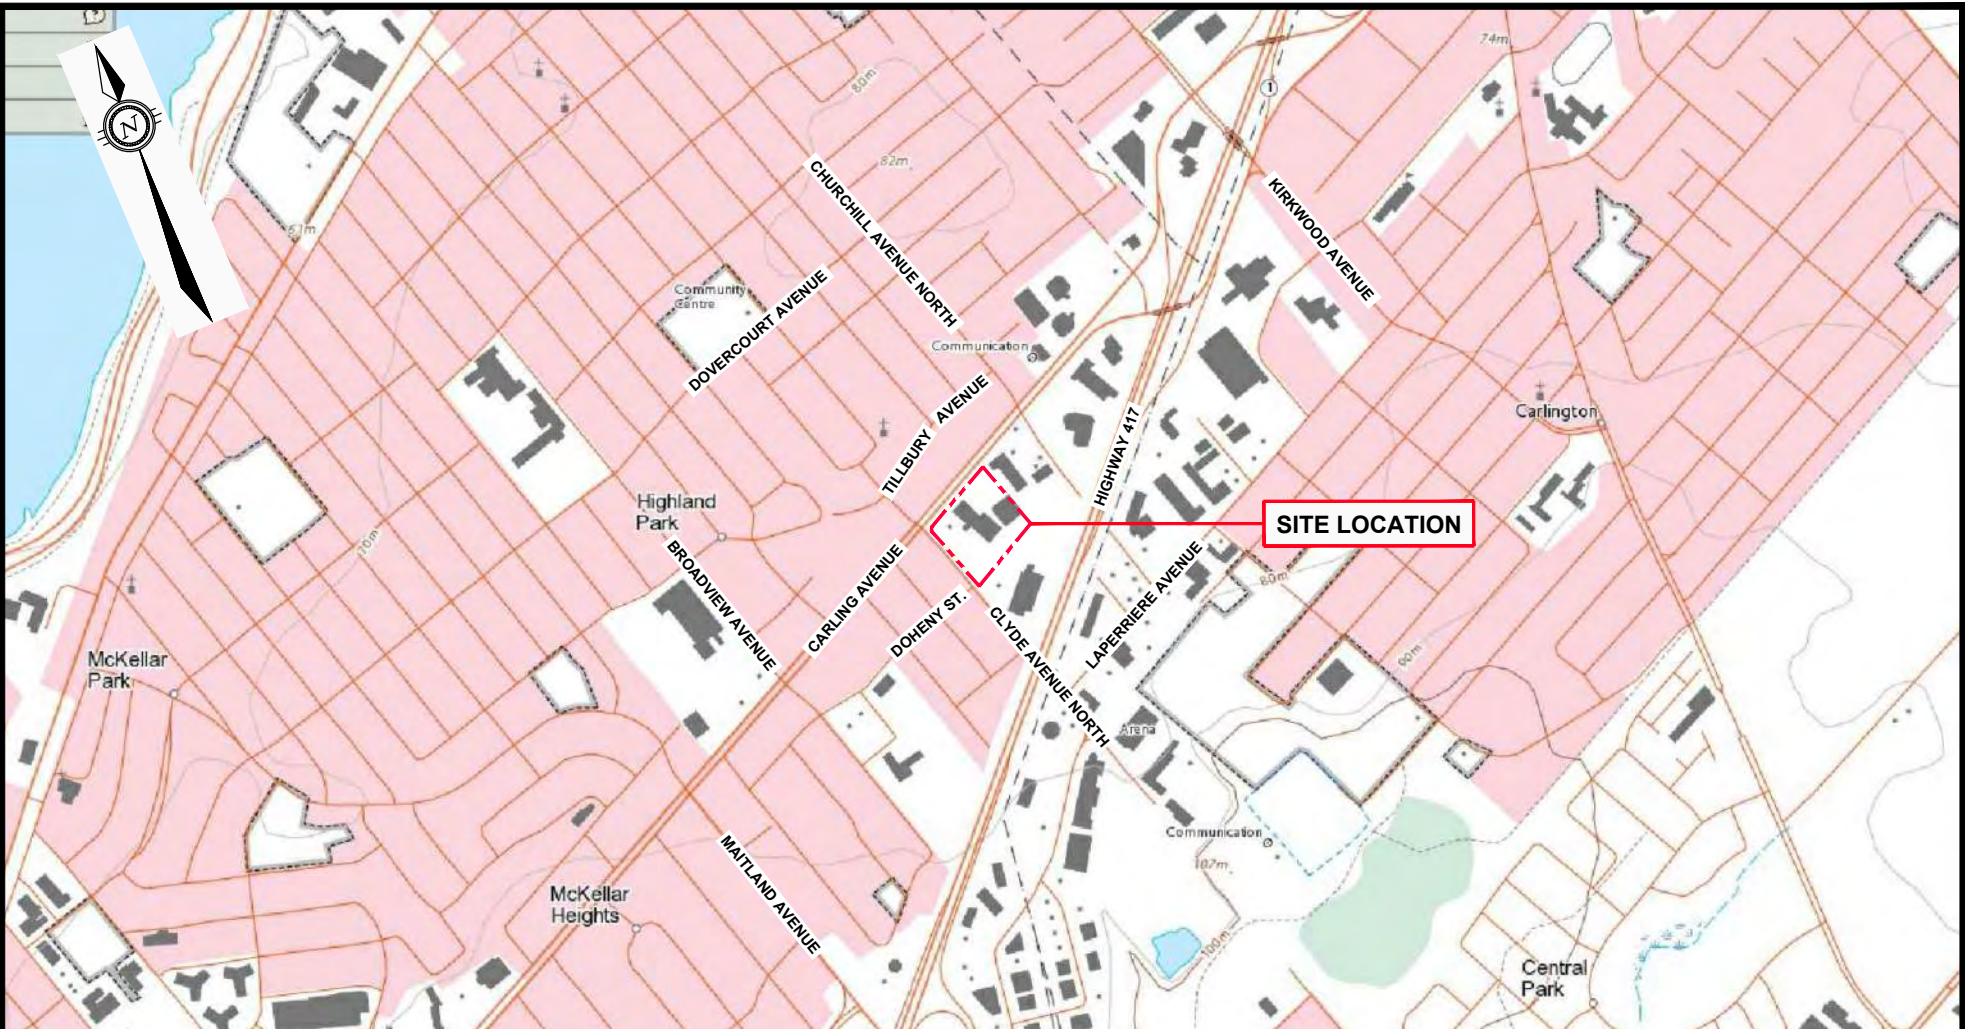 74m
1
80m
N
82m
CHURCHILL AVENUE NORTH
KIRKWOOD AVENUE
61m
Community
Centre
DOVERCOURT AVENUE
Communication
TILLBURY AVENUE
Carlington
HIGHWAY 417
Highland
Park
SITE LOCATION
70m
BROADVIEW AVENUE
CARLING AVENUE
DOHENY ST.
CLYDE AVENUE NORTH
LAPERRIERE AVENUE
80m
90m
McKellar
Park
Arena
Communication
107m
MAITLAND AVENUE
McKellar
Heights
100m
Central
Park